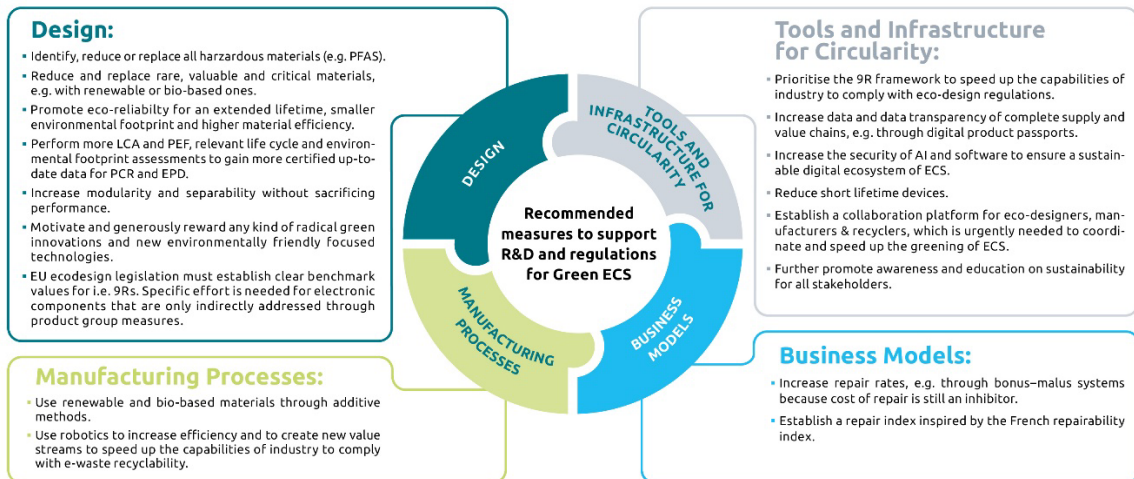 Design:
▪ Identify, reduce or replace all harzardous materials (e.g. PFAS).
▪ Reduce and replace rare, valuable and critical materials,
e.g. with renewable or bio-based ones.
▪ Promote eco-reliabilty for an extended lifetime, smaller
environmental footprint and higher material efficiency.
▪ Perform more LCA and PEF, relevant life cycle and environ-
mental footprint assessments to gain more certified up-to-
date data for PCR and EPD.
▪ Increase modularity and separability without sacrificing
performance.
▪ Motivate and generously reward any kind of radical green
innovations and new environmentally friendly focused
technologies.
▪ EU ecodesign legislation must establish clear benchmark
values for i.e. 9Rs. Specific effort is needed for electronic
components that are only indirectly addressed through
product group measures.
Manufacturing Processes:
▪ Use renewable and bio-based materials through additive
methods.
▪ Use robotics to increase efficiency and to create new value
streams to speed up the capabilities of industry to comply
with e-waste recyclability.
DESIGN
TOOLS AND
INFRASTRUCTURE FOR
CIRCULARITY
Recommended
measures to support
R&D and regulations
for Green ECS
MANUFACTURING
PROCESSES
BUSINESS
MODELS
Tools and Infrastructure
for Circularity:
▪ Prioritise the 9R framework to speed up the capabilities of
industry to comply with eco-design regulations.
▪ Increase data and data transparency of complete supply and
value chains, e.g. through digital product passports.
▪ Increase the security of AI and software to ensure a sustain-
able digital ecosystem of ECS.
▪ Reduce short lifetime devices.
▪ Establish a collaboration platform for eco-designers, man-
ufacturers & recyclers, which is urgently needed to coordi-
nate and speed up the greening of ECS.
▪ Further promote awareness and education on sustainability
for all stakeholders.
Business Models:
▪ Increase repair rates, e.g. through bonus–malus systems
because cost of repair is still an inhibitor.
▪ Establish a repair index inspired by the French repairability
index.